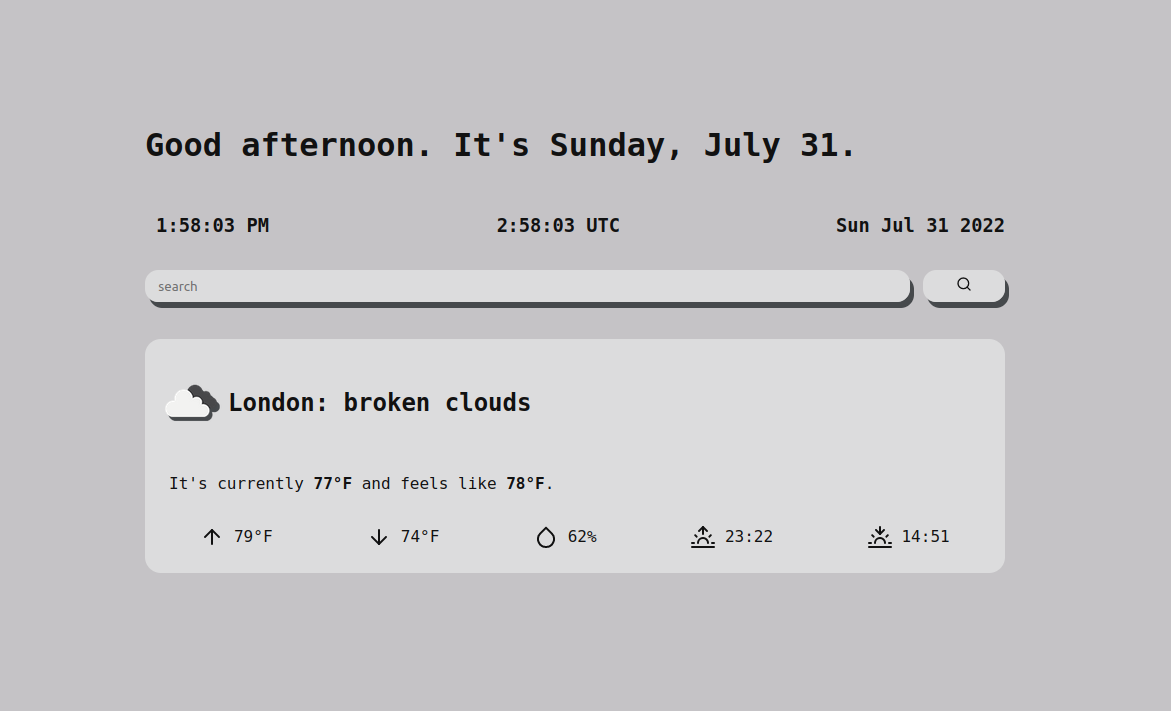 Good afternoon. It's Sunday, July 31.
1:58:03 PM 2:58:03 UTC Sun Jul 31 2022
search
London: broken clouds
It's currently 77°F and feels like 78°F.
79°F 74°F 62% 23:22 14:51